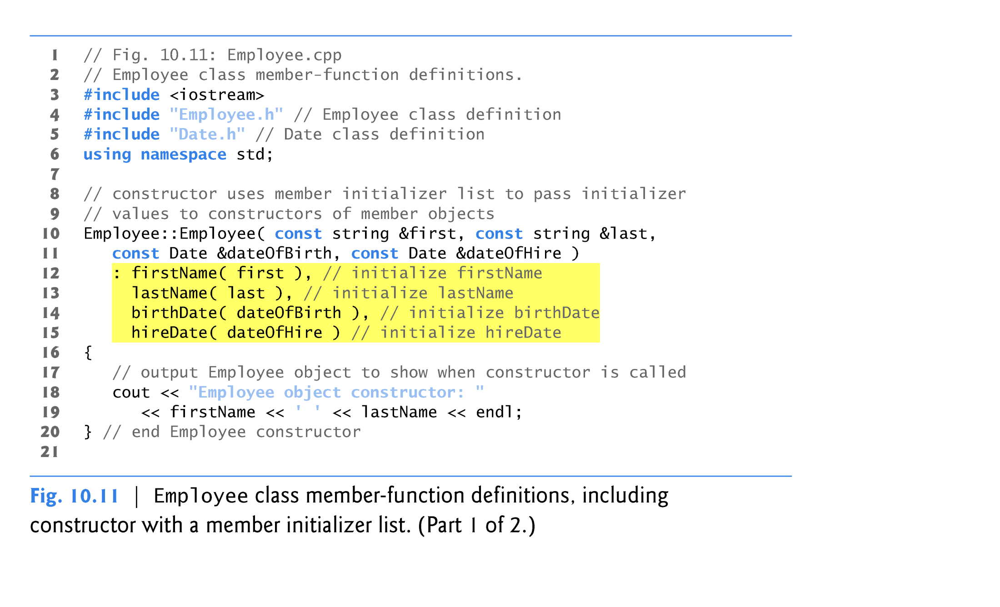 1 // Fig. 10.11: Employee.cpp
2 // Employee class member-function definitions.
3 #include <iostream>
4 #include "Employee.h" // Employee class definition
5 #include "Date.h" // Date class definition
6 using namespace std;
7
8 // constructor uses member initializer list to pass initializer
9 // values to constructors of member objects
10 Employee::Employee( const string &first, const string &last,
11    const Date &dateOfBirth, const Date &dateOfHire )
12    : firstName( first ), // initialize firstName
13      lastName( last ), // initialize lastName
14      birthDate( dateOfBirth ), // initialize birthDate
15      hireDate( dateOfHire ) // initialize hireDate
16 {
17    // output Employee object to show when constructor is called
18    cout << "Employee object constructor: "
19       << firstName << ' ' << lastName << endl;
20 } // end Employee constructor
21
Fig. 10.11 | Employee class member-function definitions, including
constructor with a member initializer list. (Part 1 of 2.)